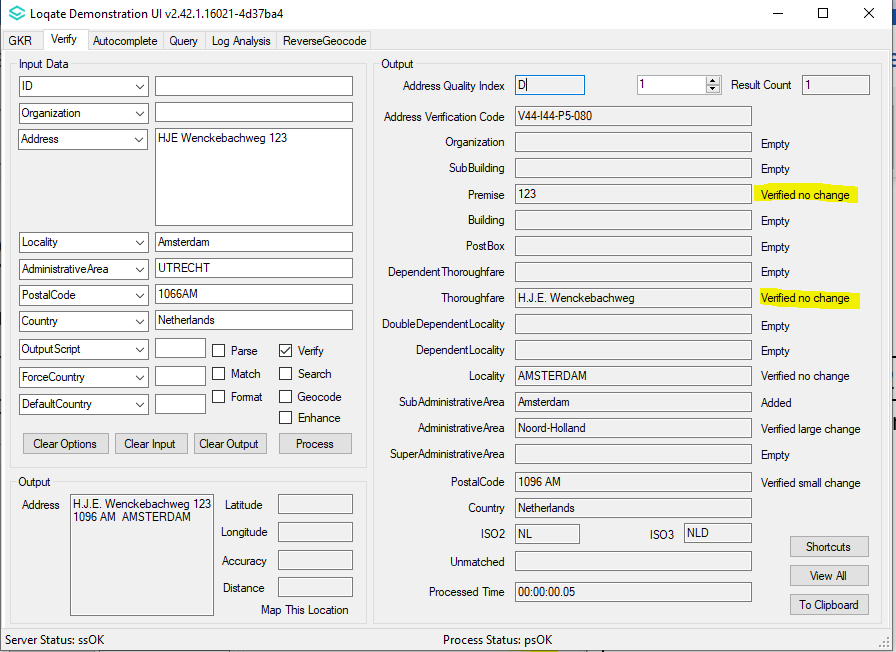 Loqate Demonstration UI v2.42.1.16021-4d37ba4
GKR Verify Autocomplete Query Log Analysis ReverseGeocode
Input Data
ID
Organization
Address HJE Wenckebachweg 123
Locality Amsterdam
AdministrativeArea UTRECHT
PostalCode 1066AM
Country Netherlands
OutputScript Parse Verify
ForceCountry Match Search
DefaultCountry Format Geocode
Enhance
Clear Options Clear Input Clear Output Process
Output
Address H.J.E. Wenckebachweg 123
1096 AM AMSTERDAM
Latitude
Longitude
Accuracy
Distance
Map This Location
Output
Address Quality Index D 1 Result Count 1
Address Verification Code V44-I44-P5-080
Organization Empty
SubBuilding Empty
Premise 123 Verified no change
Building Empty
PostBox Empty
DependentThoroughfare Empty
Thoroughfare H.J.E. Wenckebachweg Verified no change
DoubleDependentLocality Empty
DependentLocality Empty
Locality AMSTERDAM Verified no change
SubAdministrativeArea Amsterdam Added
AdministrativeArea Noord-Holland Verified large change
SuperAdministrativeArea Empty
PostalCode 1096 AM Verified small change
Country Netherlands
ISO2 NL ISO3 NLD
Unmatched
Processed Time 00:00:00.05
Shortcuts
View All
To Clipboard
Server Status: ssOK Process Status: psOK